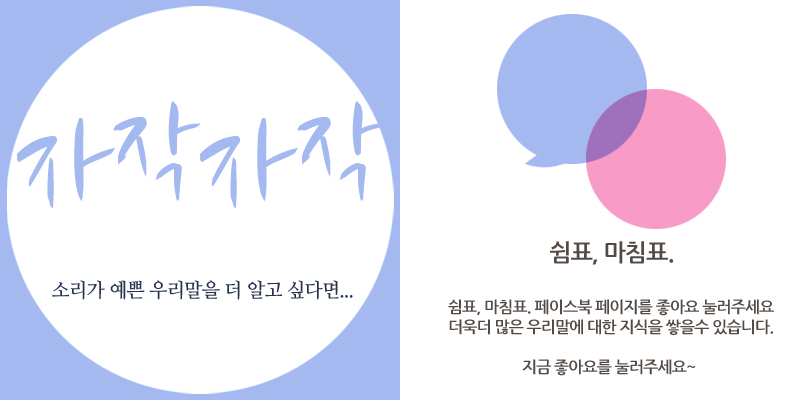 자작자작
소리가 예쁜 우리말을 더 알고 싶다면...
쉼표, 마침표.
쉼표, 마침표. 페이스북 페이지를 좋아요 눌러주세요
더욱더 많은 우리말에 대한 지식을 쌓을수 있습니다.
지금 좋아요를 눌러주세요~